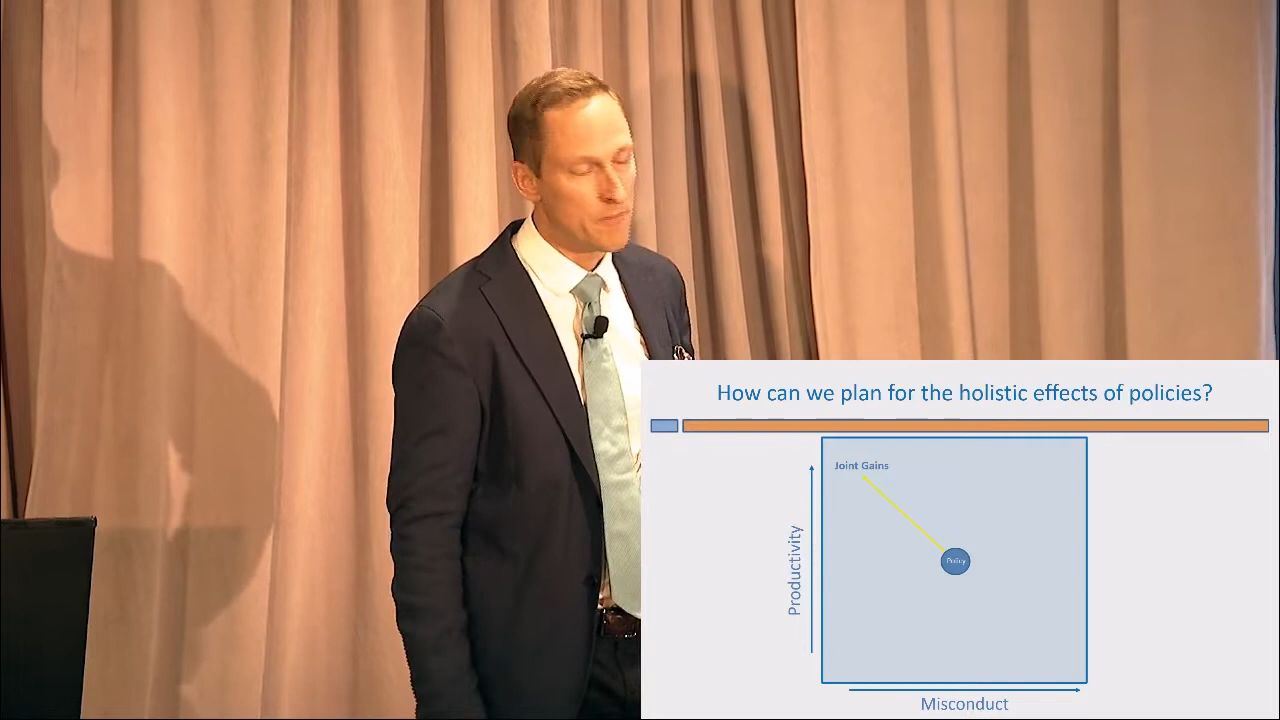 How can we plan for the holistic effects of policies?
Joint Gains
Productivity
Policy
Misconduct